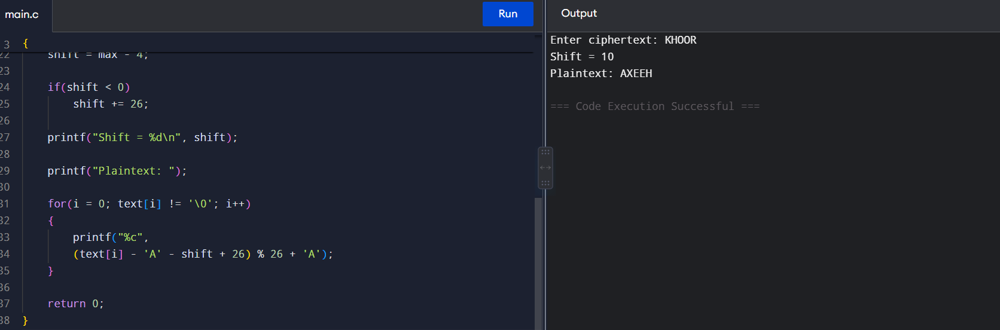 main.c
Run
3 {
22 shift = max - 4;
23
24 if(shift < 0)
25 shift += 26;
26
27 printf("Shift = %d\n", shift);
28
29 printf("Plaintext: ");
30
31 for(i = 0; text[i] != '\0'; i++)
32 {
33 printf("%c",
34 (text[i] - 'A' - shift + 26) % 26 + 'A');
35 }
36
37 return 0;
38 }
Output
Enter ciphertext: KHOOR
Shift = 10
Plaintext: AXEEH
=== Code Execution Successful ===